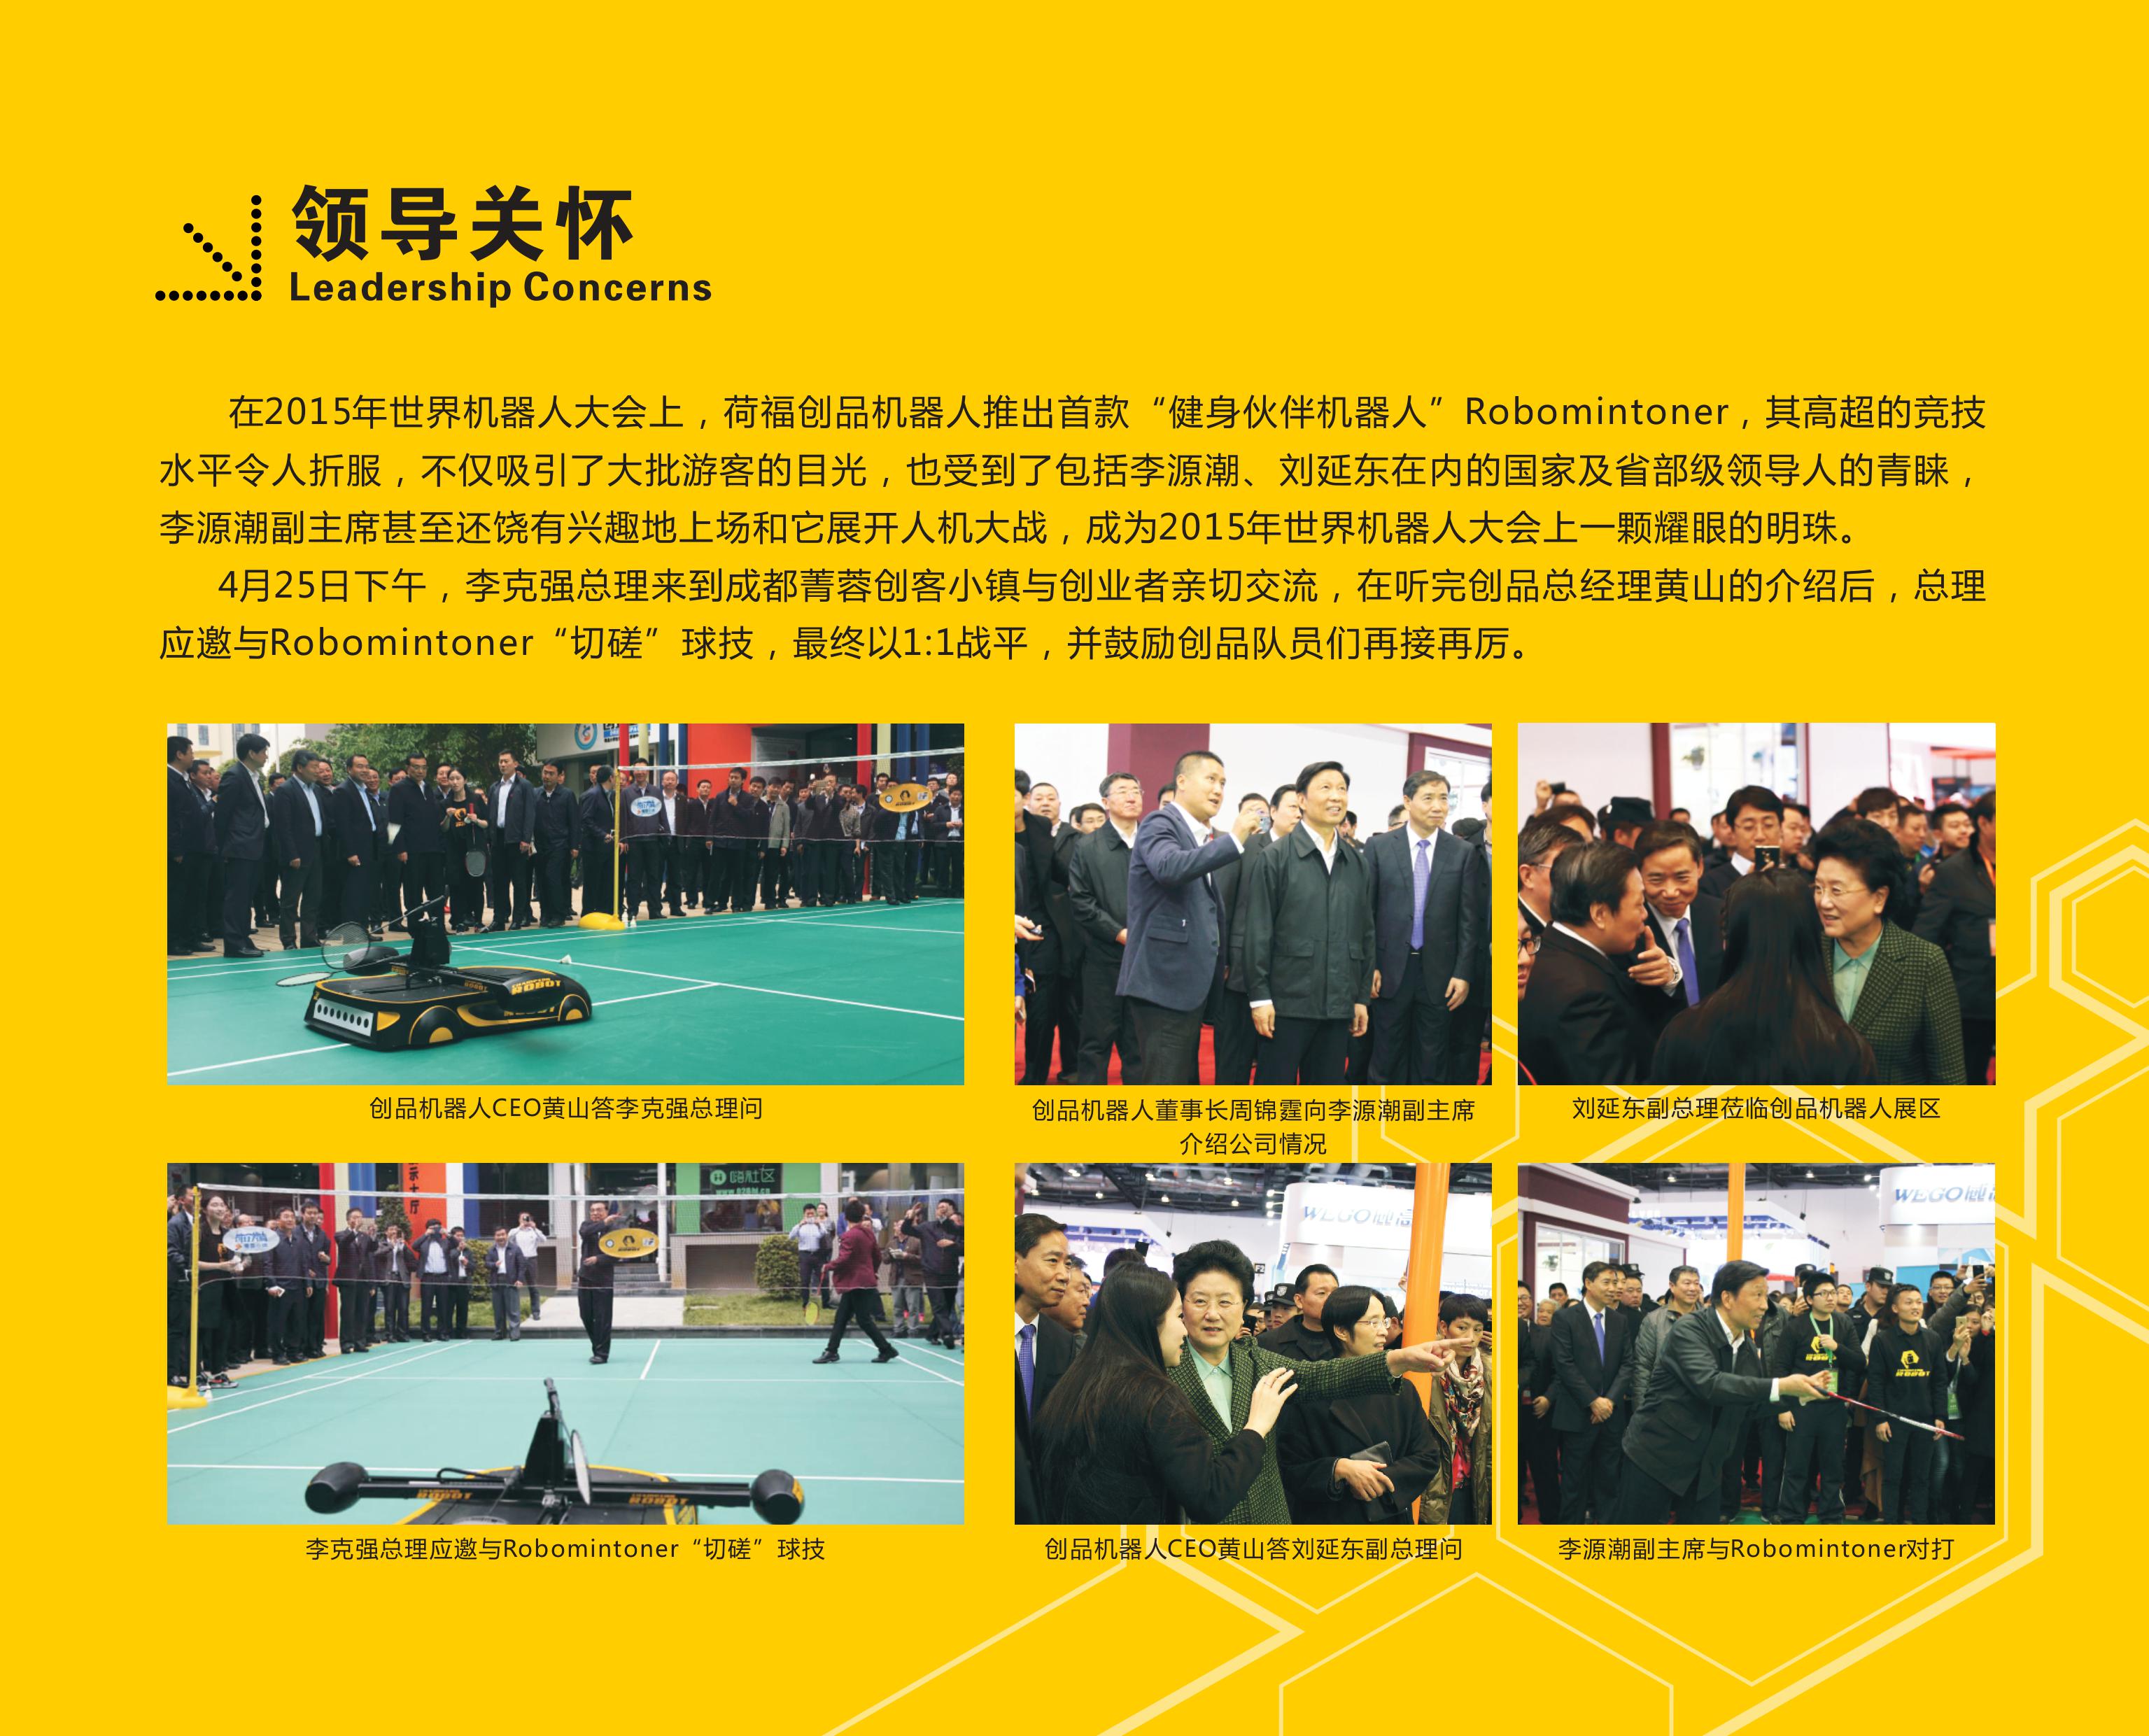 领导关怀
Leadership Concerns
在2015年世界机器人大会上，荷福创品机器人推出首款“健身伙伴机器人”Robomintoner，其高超的竞技
水平令人折服，不仅吸引了大批游客的目光，也受到了包括李源潮、刘延东在内的国家及省部级领导人的青睐，
李源潮副主席甚至还饶有兴趣地上场和它展开人机大战，成为2015年世界机器人大会上一颗耀眼的明珠。
4月25日下午，李克强总理来到成都菁蓉创客小镇与创业者亲切交流，在听完创品总经理黄山的介绍后，总理
应邀与Robomintoner“切磋”球技，最终以1:1战平，并鼓励创品队员们再接再厉。
ROBOT
ROBOT
创品机器人CEO黄山答李克强总理问
创品机器人董事长周锦霆向李源潮副主席
介绍公司情况
刘延东副总理莅临创品机器人展区
示大厅
嗨社区
ROBOT
ROBOT
ROBOT
WEGO
WEGO
ROBOT
ROBOT
李克强总理应邀与Robomintoner“切磋”球技
创品机器人CEO黄山答刘延东副总理问
李源潮副主席与Robomintoner对打